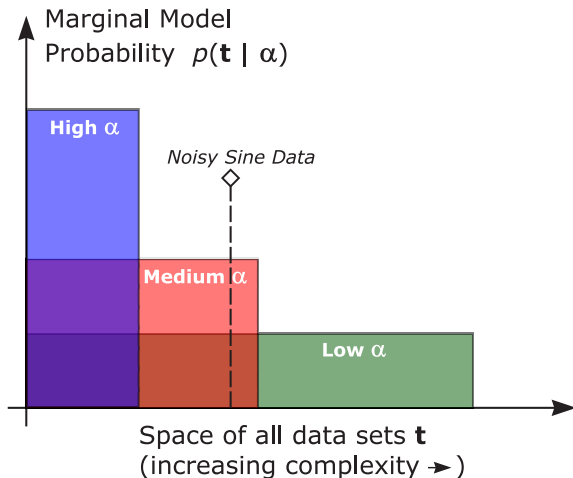 Marginal Model
Probability p(t | α)
High α
Noisy Sine Data
Medium α
Low α
Space of all data sets t
(increasing complexity →)